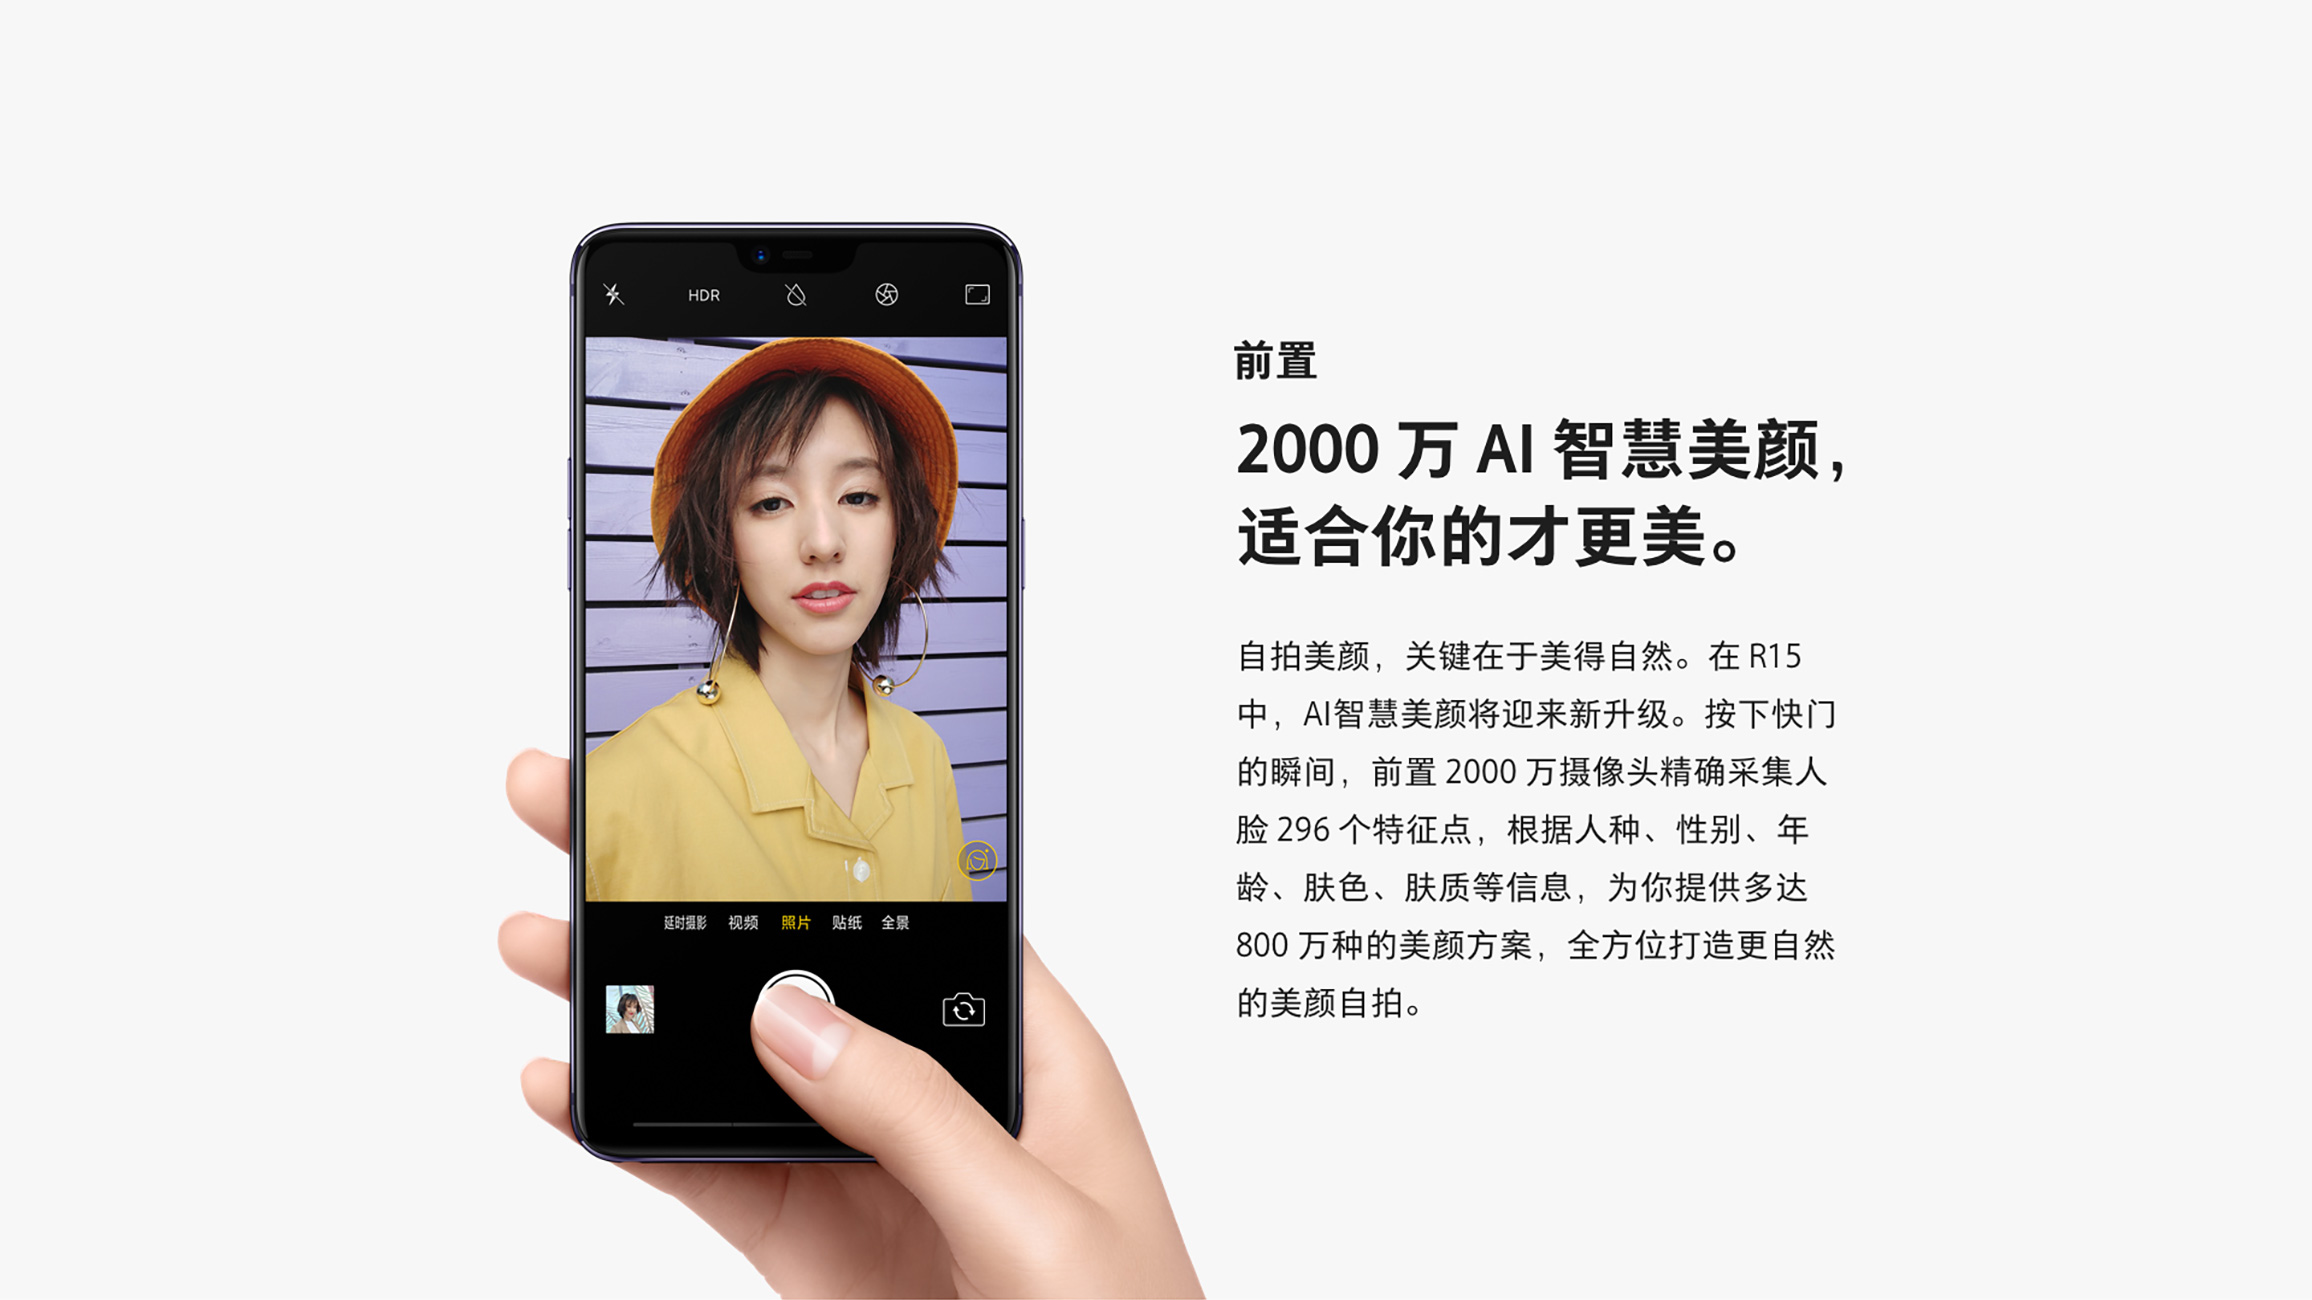 HDR
延时摄影 视频 照片 贴纸 全景
前置
2000 万 AI 智慧美颜，
适合你的才更美。
自拍美颜，关键在于美得自然。在 R15
中，AI智慧美颜将迎来新升级。按下快门
的瞬间，前置 2000 万摄像头精确采集人
脸 296 个特征点，根据人种、性别、年
龄、肤色、肤质等信息，为你提供多达
800 万种的美颜方案，全方位打造更自然
的美颜自拍。